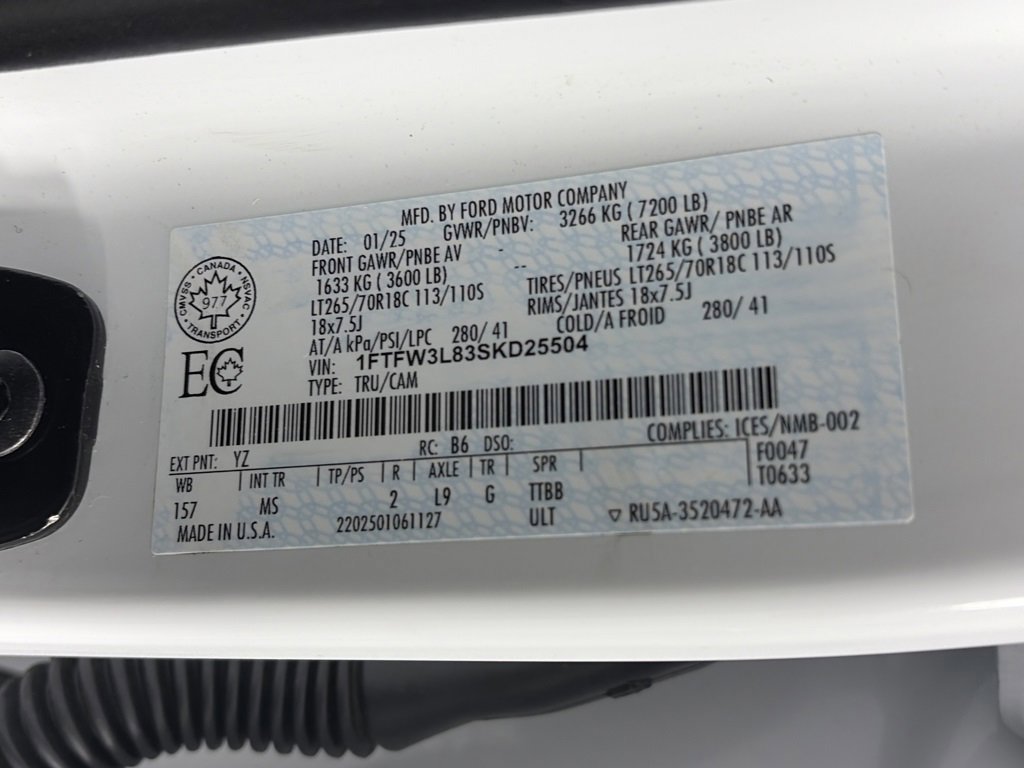 MFD. BY FORD MOTOR COMPANY
DATE: 01/25 GVWR/PNBV: 3266 KG ( 7200 LB)
FRONT GAWR/PNBE AV - REAR GAWR/ PNBE AR
1633 KG ( 3600 LB) -- 1724 KG ( 3800 LB)
LT265/70R18C 113/110S TIRES/PNEUS LT265/70R18C 113/110S
18x7.5J RIMS/JANTES 18x7.5J
AT/A kPa/PSI/LPC 280/ 41 COLD/A FROID 280/ 41
VIN: 1FTFW3L83SKD25504
TYPE: TRU/CAM
CANADA
CMVSS 977 NSVAC
TRANSPORT
EC
COMPLIES: ICES/NMB-002
EXT PNT: YZ RC: B6 DSO: F0047
WB INT TR TP/PS R AXLE TR SPR T0633
157 MS 2 L9 G TTBB
MADE IN U.S.A. 2202501061127 ULT ▽ RU5A-3520472-AA